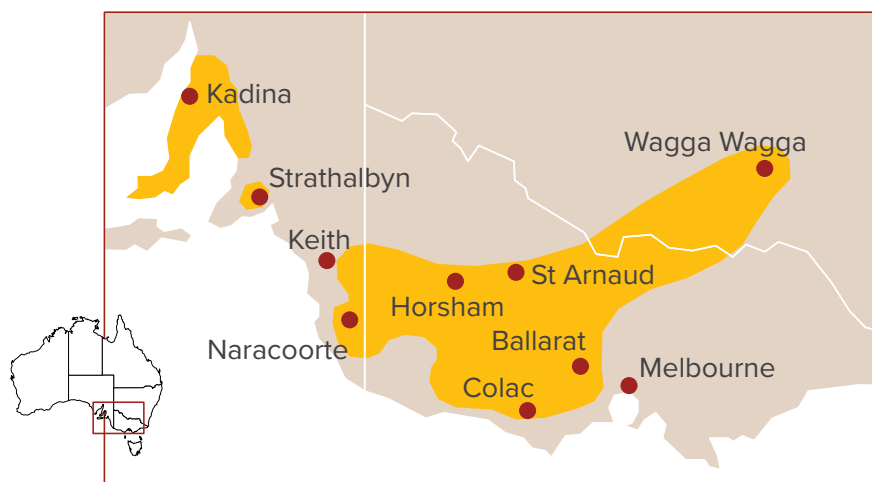 Kadina
Wagga Wagga
Strathalbyn
Keith
St Arnaud
Horsham
Naracoorte
Ballarat
Melbourne
Colac